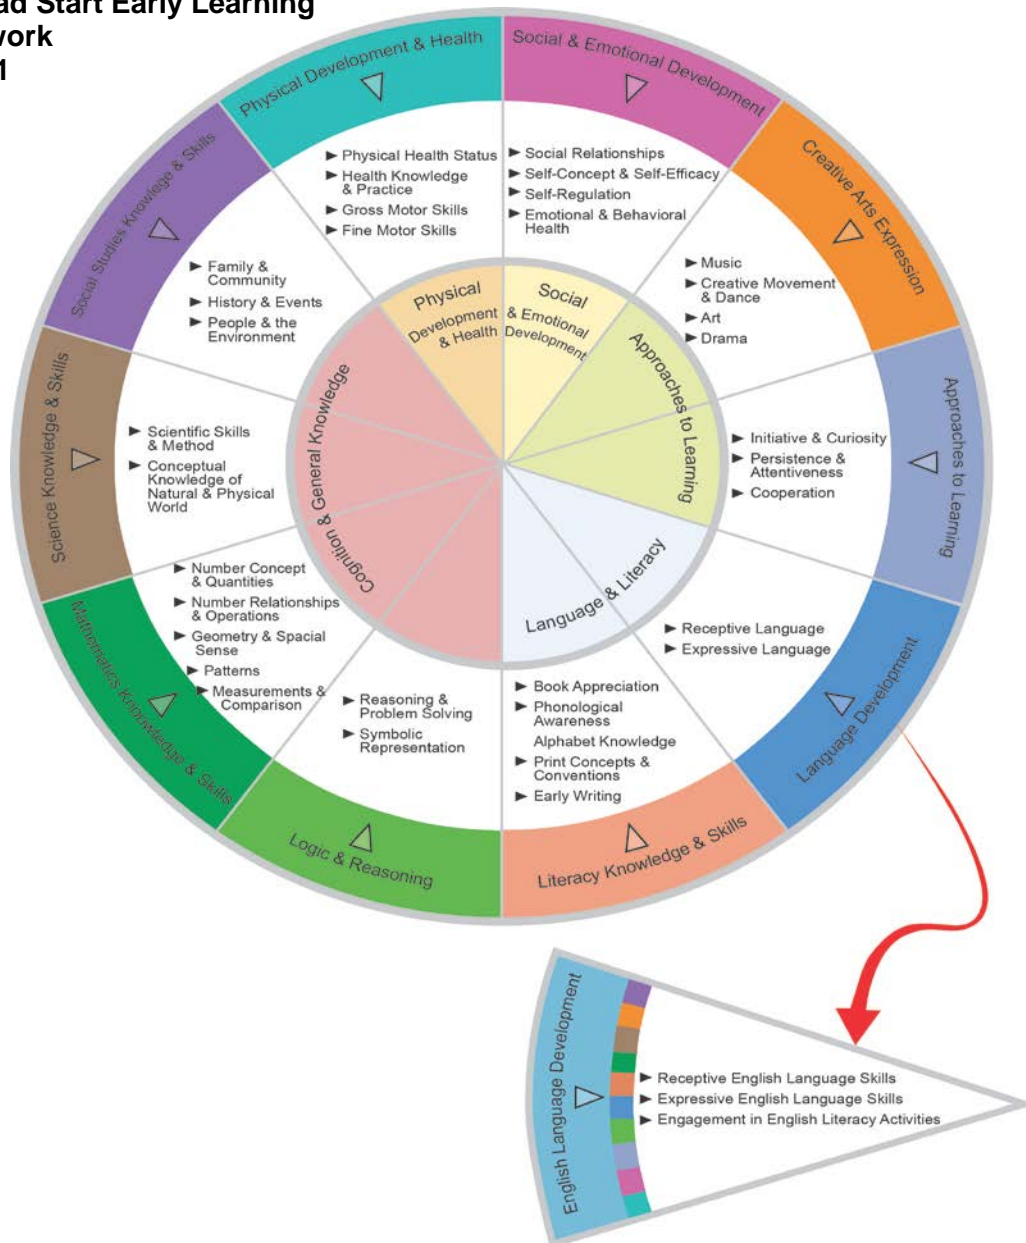 ad Start Early Learning
work
1
Physical Development & Health
► Physical Health Status
► Health Knowledge
& Practice
► Gross Motor Skills
► Fine Motor Skills
Social & Emotional Development
► Social Relationships
► Self-Concept & Self-Efficacy
► Self-Regulation
► Emotional & Behavioral
Health
Creative Arts Expression
► Music
► Creative Movement
& Dance
► Art
► Drama
Approaches to Learning
► Initiative & Curiosity
► Persistence &
Attentiveness
► Cooperation
Language Development
► Receptive Language
► Expressive Language
Literacy Knowledge & Skills
► Book Appreciation
► Phonological
Awareness
Alphabet Knowledge
► Print Concepts &
Conventions
► Early Writing
Logic & Reasoning
► Reasoning &
Problem Solving
► Symbolic
Representation
Mathematics Knowledge & Skills
► Number Concept
& Quantities
► Number Relationships
& Operations
► Geometry & Spacial
Sense
► Patterns
► Measurements &
Comparison
Science Knowledge & Skills
► Scientific Skills
& Method
► Conceptual
Knowledge of
Natural & Physical
World
Social Studies Knowlege & Skills
► Family &
Community
► History & Events
► People & the
Environment
Physical
Development
& Health
Social
& Emotional
Development
Approaches to Learning
Language & Literacy
Cognition & General Knowledge
English Language Development
► Receptive English Language Skills
► Expressive English Language Skills
► Engagement in English Literacy Activities